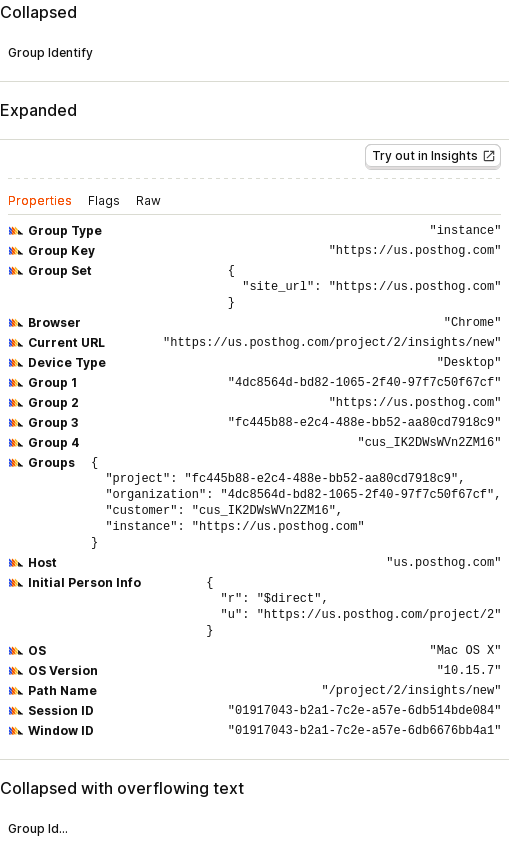 Collapsed
Group Identify
Expanded
Try out in Insights
Properties Flags Raw
Group Type "instance"
Group Key "https://us.posthog.com"
Group Set {
"site_url": "https://us.posthog.com"
}
Browser "Chrome"
Current URL "https://us.posthog.com/project/2/insights/new"
Device Type "Desktop"
Group 1 "4dc8564d-bd82-1065-2f40-97f7c50f67cf"
Group 2 "https://us.posthog.com"
Group 3 "fc445b88-e2c4-488e-bb52-aa80cd7918c9"
Group 4 "cus_IK2DWsWVn2ZM16"
Groups {
"project": "fc445b88-e2c4-488e-bb52-aa80cd7918c9",
"organization": "4dc8564d-bd82-1065-2f40-97f7c50f67cf",
"customer": "cus_IK2DWsWVn2ZM16",
"instance": "https://us.posthog.com"
}
Host "us.posthog.com"
Initial Person Info {
"r": "$direct",
"u": "https://us.posthog.com/project/2"
}
OS "Mac OS X"
OS Version "10.15.7"
Path Name "/project/2/insights/new"
Session ID "01917043-b2a1-7c2e-a57e-6db514bde084"
Window ID "01917043-b2a1-7c2e-a57e-6db6676bb4a1"
Collapsed with overflowing text
Group Id...